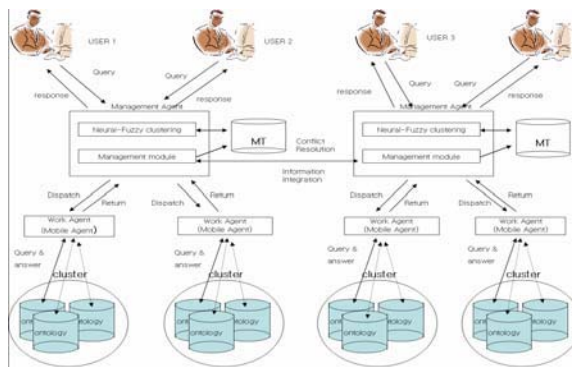 USER 1
USER 2
USER 3
Query
Query
Query
Query
response
response
response
response
Management Agent
Management Agent
Neural-Fuzzy clustering
Management module
MT
Conflict
Resolution
Information
Integration
Neural-Fuzzy clustering
Management module
MT
Dispatch
Return
Dispatch
Return
Dispatch
Return
Dispatch
Return
Work Agent
(Mobile Agent)
Work Agent
(Mobile Agent)
Work Agent
(Mobile Agent)
Work Agent
(Mobile Agent)
Query &
answer
Query &
answer
Query &
answer
Query &
answer
cluster
cluster
cluster
cluster
ontology
ontology
ontology
ontology